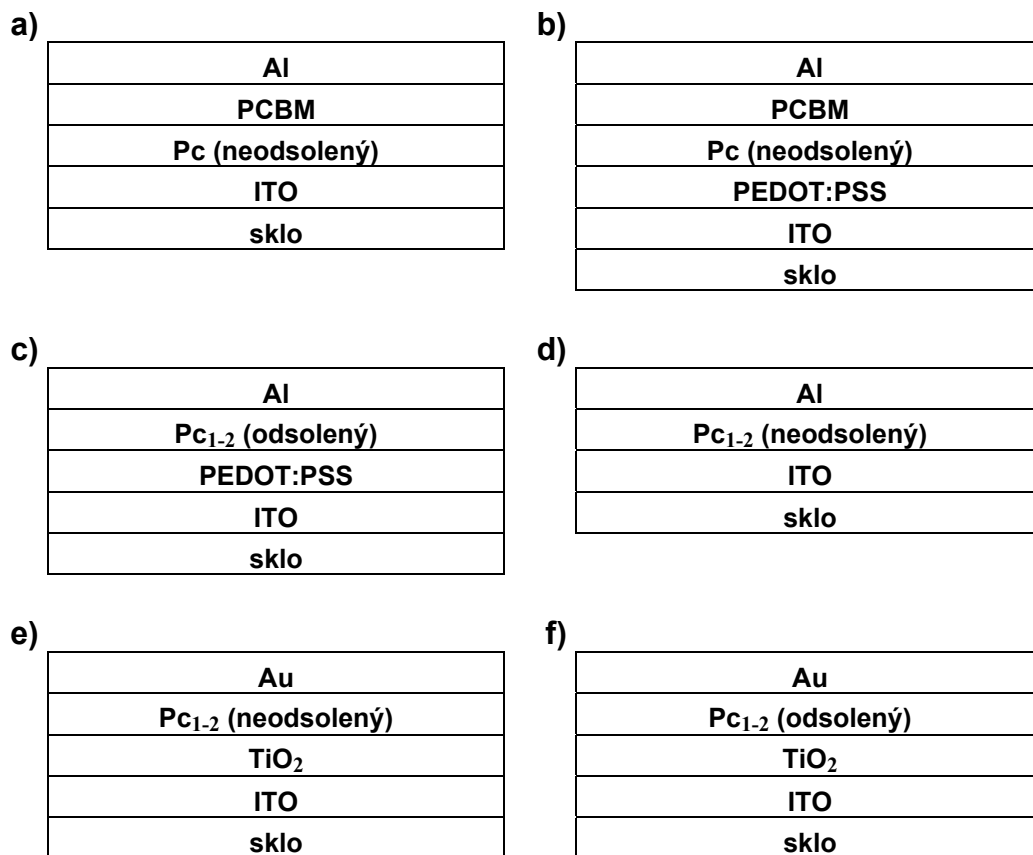 a)
Al
PCBM
Pc (neodsolený)
ITO
sklo
b)
Al
PCBM
Pc (neodsolený)
PEDOT:PSS
ITO
sklo
c)
Al
Pc₁₋₂ (odsolený)
PEDOT:PSS
ITO
sklo
d)
Al
Pc₁₋₂ (neodsolený)
ITO
sklo
e)
Au
Pc₁₋₂ (neodsolený)
TiO₂
ITO
sklo
f)
Au
Pc₁₋₂ (odsolený)
TiO₂
ITO
sklo